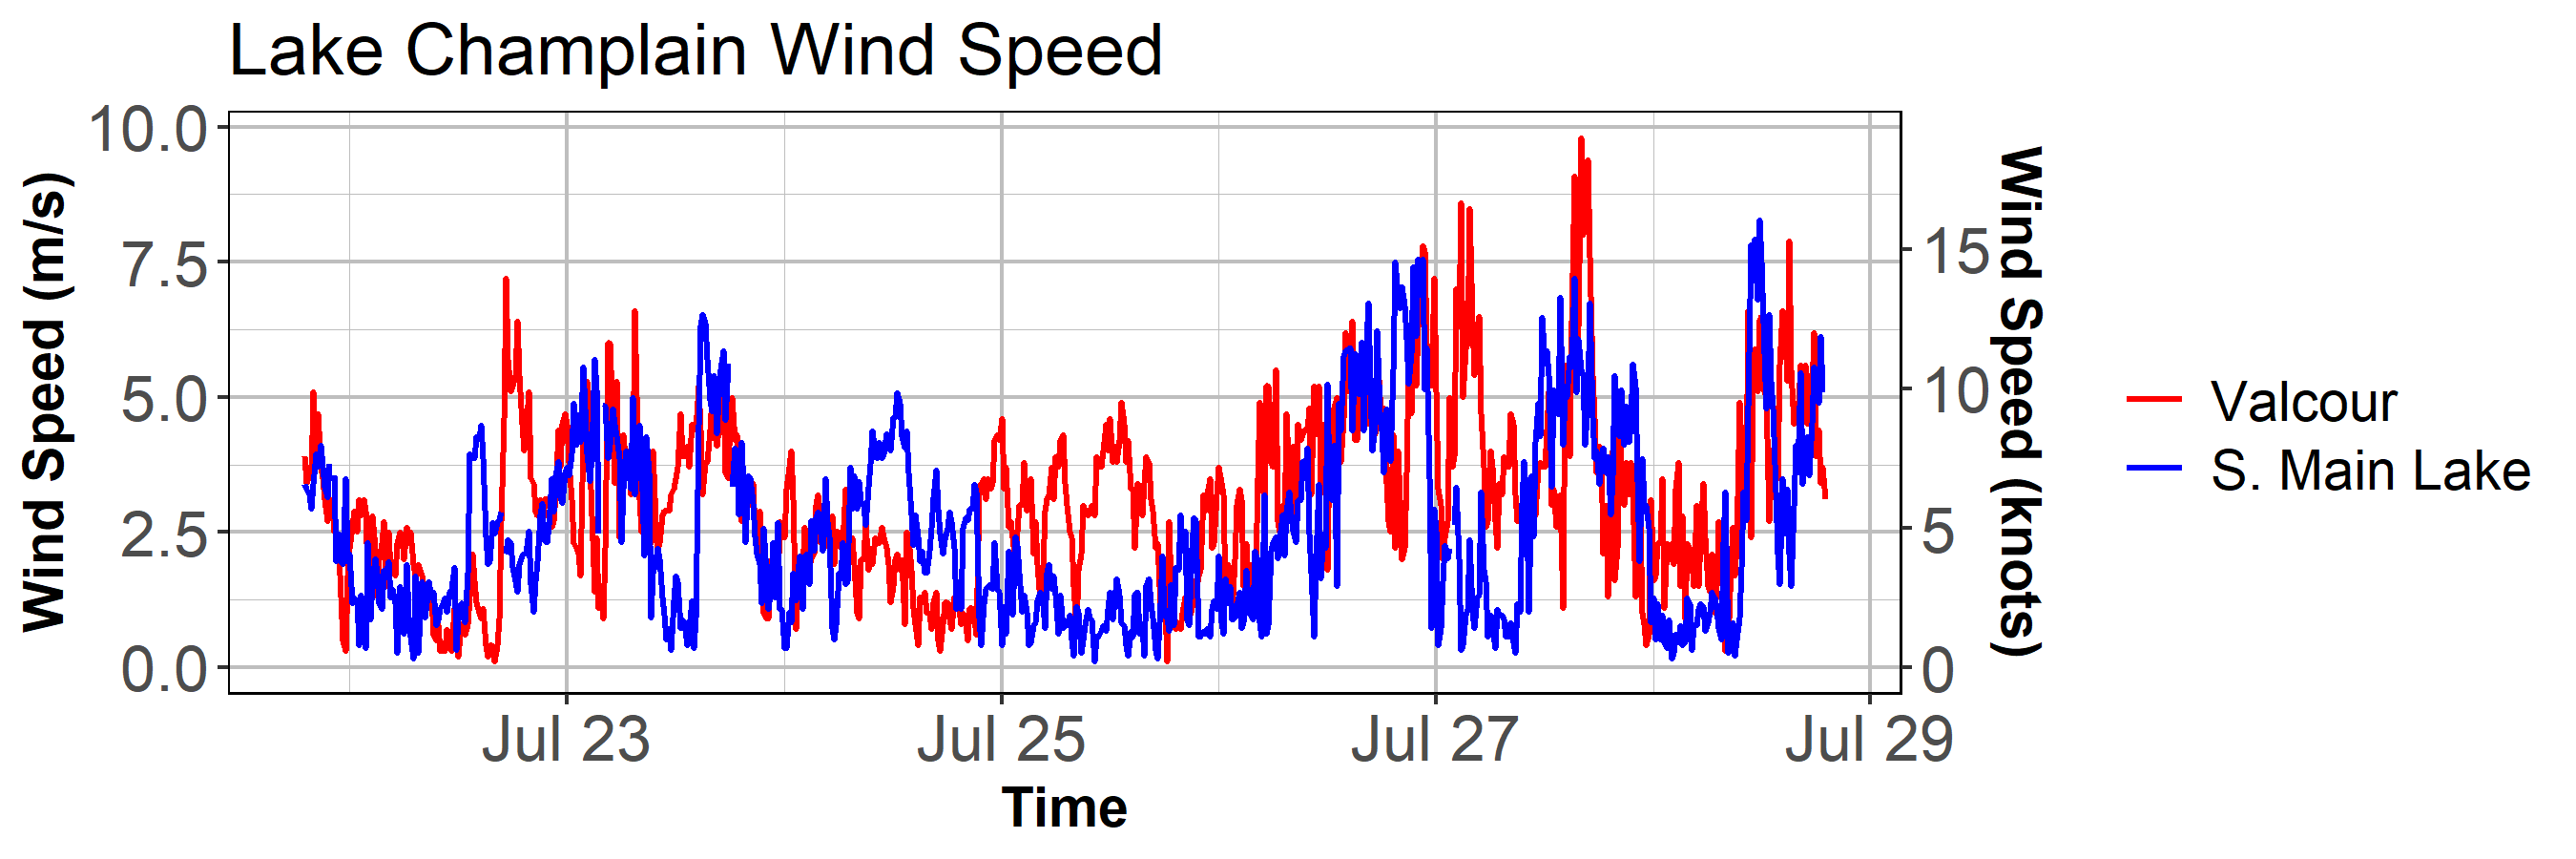 Lake Champlain Wind Speed
Wind Speed (m/s)
10.0
7.5
5.0
2.5
0.0
15
10
5
0
Wind Speed (knots)
Jul 23
Jul 25
Jul 27
Jul 29
Time
Valcour
S. Main Lake